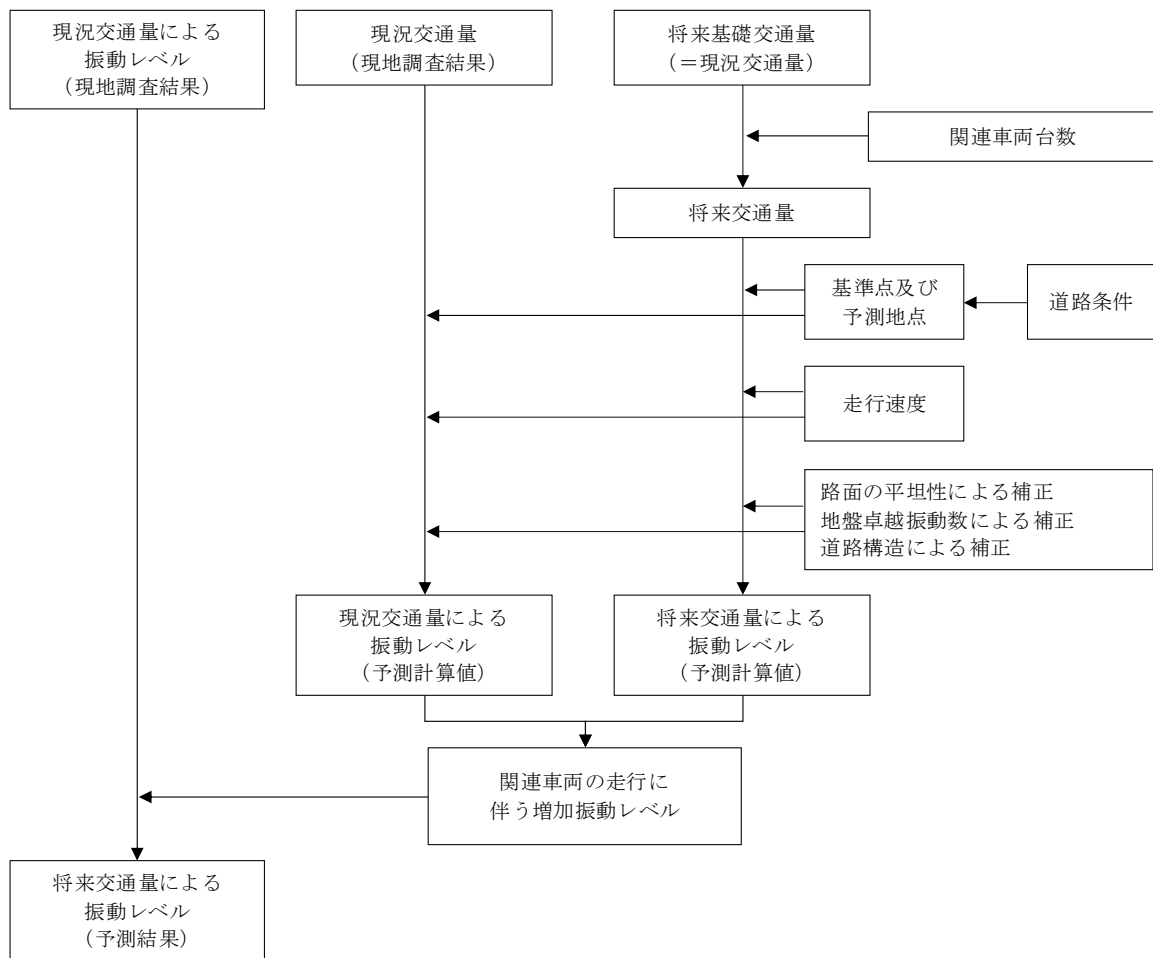 現況交通量による
振動レベル
（現地調査結果）
現況交通量
（現地調査結果）
将来基礎交通量
（＝現況交通量）
関連車両台数
将来交通量
基準点及び
予測地点
道路条件
走行速度
路面の平坦性による補正
地盤卓越振動数による補正
道路構造による補正
現況交通量による
振動レベル
（予測計算値）
将来交通量による
振動レベル
（予測計算値）
関連車両の走行に
伴う増加振動レベル
将来交通量による
振動レベル
（予測結果）